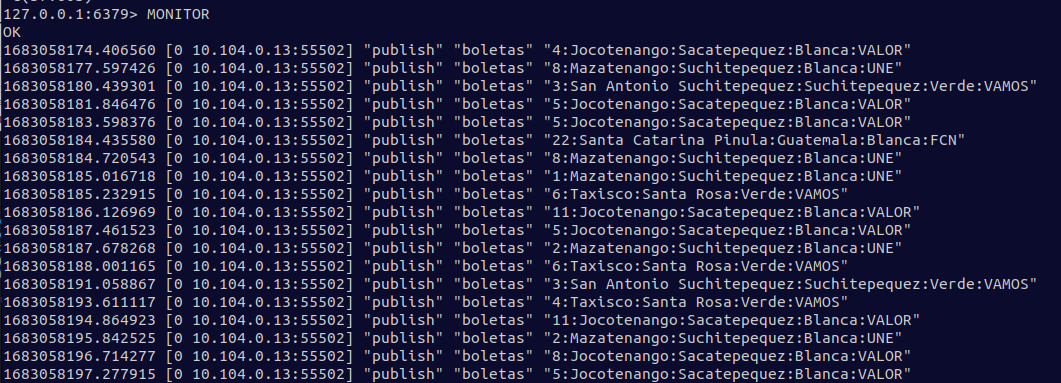 127.0.0.1:6379> MONITOR
OK
1683058174.406560 [0 10.104.0.13:55502] "publish" "boletas" "4:Jocotenango:Sacatepequez:Blanca:VALOR"
1683058177.597426 [0 10.104.0.13:55502] "publish" "boletas" "8:Mazatenango:Suchitepequez:Blanca:UNE"
1683058180.439301 [0 10.104.0.13:55502] "publish" "boletas" "3:San Antonio Suchitepequez:Suchitepequez:Verde:VAMOS"
1683058181.846476 [0 10.104.0.13:55502] "publish" "boletas" "5:Jocotenango:Sacatepequez:Blanca:VALOR"
1683058183.598376 [0 10.104.0.13:55502] "publish" "boletas" "5:Jocotenango:Sacatepequez:Blanca:VALOR"
1683058184.435580 [0 10.104.0.13:55502] "publish" "boletas" "22:Santa Catarina Pinula:Guatemala:Blanca:FCN"
1683058184.720543 [0 10.104.0.13:55502] "publish" "boletas" "8:Mazatenango:Suchitepequez:Blanca:UNE"
1683058185.016718 [0 10.104.0.13:55502] "publish" "boletas" "1:Mazatenango:Suchitepequez:Blanca:UNE"
1683058185.232915 [0 10.104.0.13:55502] "publish" "boletas" "6:Taxisco:Santa Rosa:Verde:VAMOS"
1683058186.126969 [0 10.104.0.13:55502] "publish" "boletas" "11:Jocotenango:Sacatepequez:Blanca:VALOR"
1683058187.461523 [0 10.104.0.13:55502] "publish" "boletas" "5:Jocotenango:Sacatepequez:Blanca:VALOR"
1683058187.678268 [0 10.104.0.13:55502] "publish" "boletas" "2:Mazatenango:Suchitepequez:Blanca:UNE"
1683058188.001165 [0 10.104.0.13:55502] "publish" "boletas" "6:Taxisco:Santa Rosa:Verde:VAMOS"
1683058191.058867 [0 10.104.0.13:55502] "publish" "boletas" "3:San Antonio Suchitepequez:Suchitepequez:Verde:VAMOS"
1683058193.611117 [0 10.104.0.13:55502] "publish" "boletas" "4:Taxisco:Santa Rosa:Verde:VAMOS"
1683058194.864923 [0 10.104.0.13:55502] "publish" "boletas" "11:Jocotenango:Sacatepequez:Blanca:VALOR"
1683058195.842525 [0 10.104.0.13:55502] "publish" "boletas" "2:Mazatenango:Suchitepequez:Blanca:UNE"
1683058196.714277 [0 10.104.0.13:55502] "publish" "boletas" "8:Jocotenango:Sacatepequez:Blanca:VALOR"
1683058197.277915 [0 10.104.0.13:55502] "publish" "boletas" "5:Jocotenango:Sacatepequez:Blanca:VALOR"